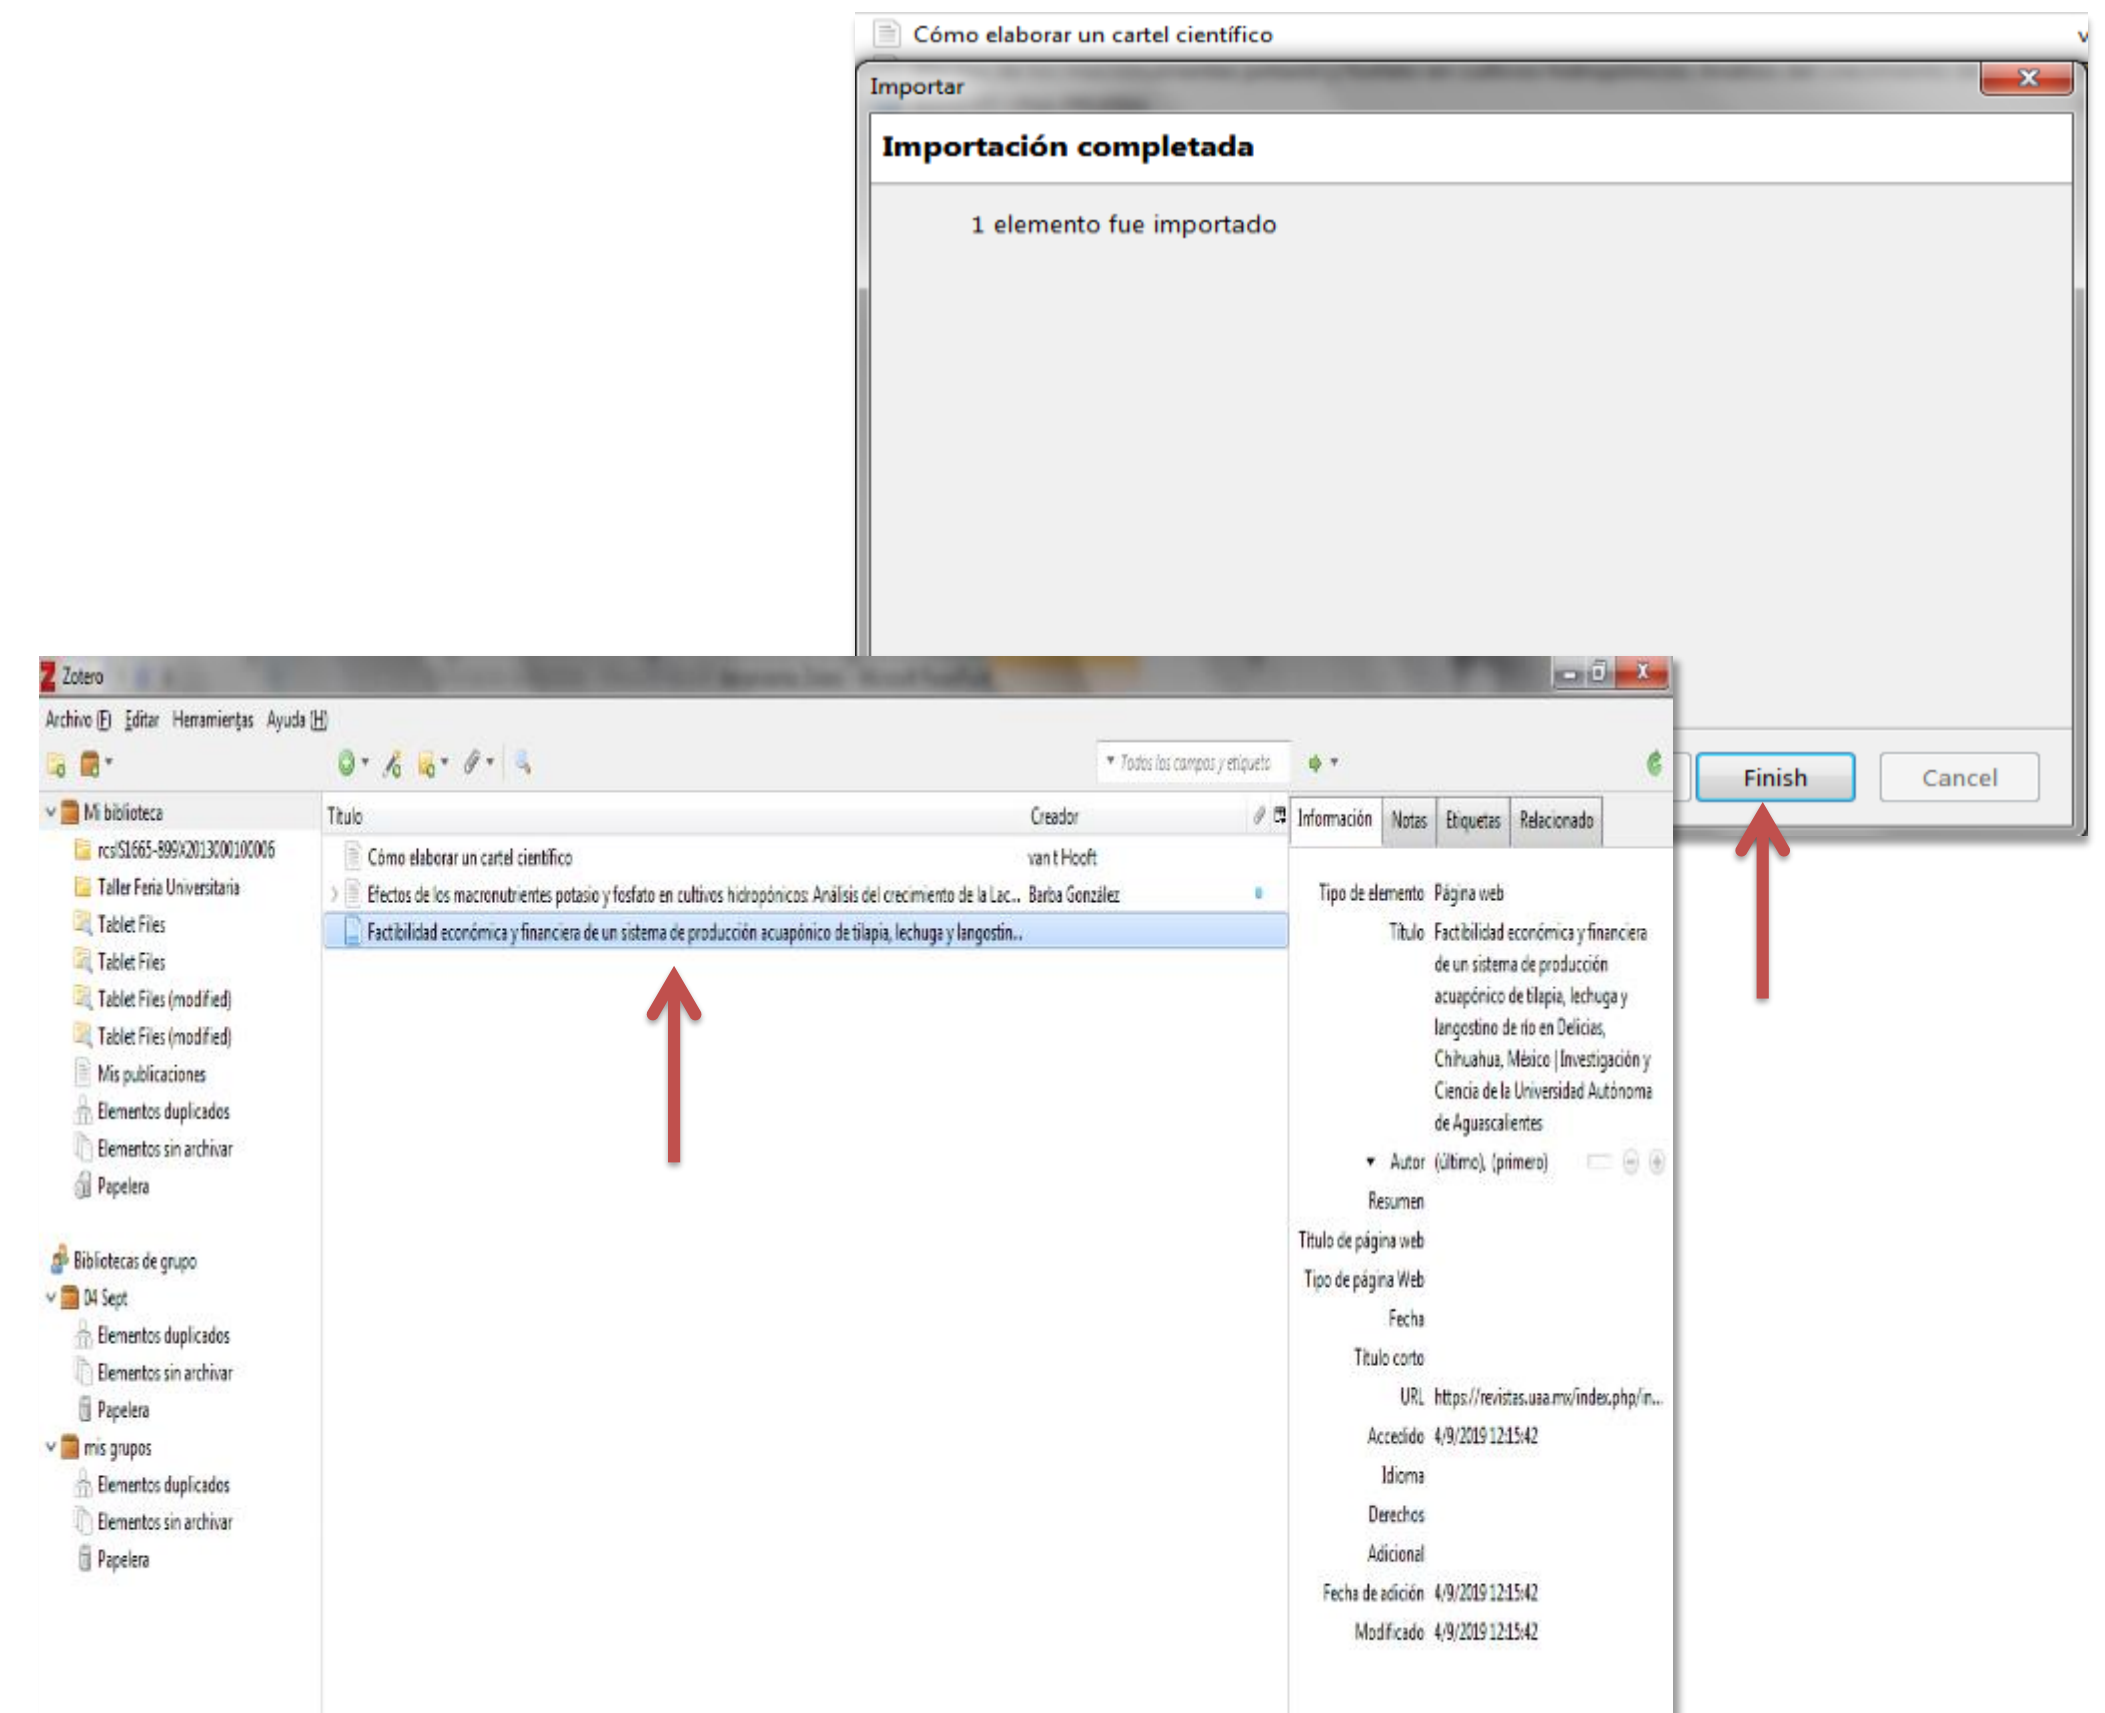 Cómo elaborar un cartel científico
Importar
Importación completada
1 elemento fue importado
Finish
Cancel
Zotero
Archivo (F) Editar Herramientas Ayuda (H)
Todos los campos y etiqueta
Mi biblioteca
rcs|S1665-899X2013000100006
Taller Feria Universitaria
Tablet Files
Tablet Files
Tablet Files (modified)
Tablet Files (modified)
Mis publicaciones
Elementos duplicados
Elementos sin archivar
Papelera
Bibliotecas de grupo
04 Sept
Elementos duplicados
Elementos sin archivar
Papelera
mis grupos
Elementos duplicados
Elementos sin archivar
Papelera
Título Creador
Cómo elaborar un cartel científico van t Hooft
Efectos de los macronutrientes potasio y fosfato en cultivos hidropónicos: Análisis del crecimiento de la Lac... Barba González
Factibilidad económica y financiera de un sistema de producción acuapónico de tilapia, lechuga y langostin...
Información Notas Etiquetas Relacionado
Tipo de elemento Página web
Título Factibilidad económica y financiera
de un sistema de producción
acuapónico de tilapia, lechuga y
langostino de río en Delicias,
Chihuahua, México | Investigación y
Ciencia de la Universidad Autónoma
de Aguascalientes
Autor (último), (primero)
Resumen
Título de página web
Tipo de página Web
Fecha
Título corto
URL https://revistas.uaa.mx/index.php/in...
Accedido 4/9/2019 12:15:42
Idioma
Derechos
Adicional
Fecha de adición 4/9/2019 12:15:42
Modificado 4/9/2019 12:15:42